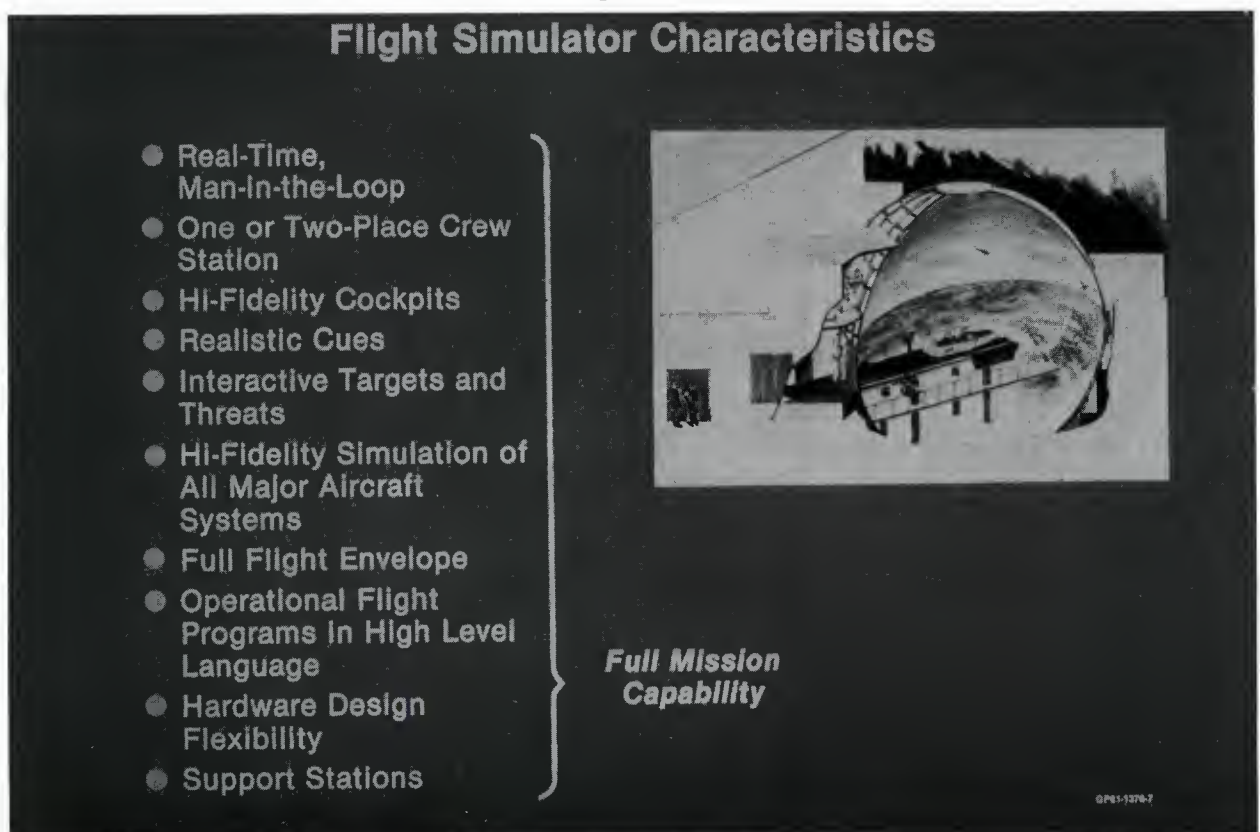 Flight Simulator Characteristics
● Real-Time,
Man-in-the-Loop
● One or Two-Place Crew
Station
● Hi-Fidelity Cockpits
● Realistic Cues
● Interactive Targets and
Threats
● Hi-Fidelity Simulation of
All Major Aircraft
Systems
● Full Flight Envelope
● Operational Flight
Programs in High Level
Language
● Hardware Design
Flexibility
● Support Stations
Full Mission
Capability
GP61-1376-7